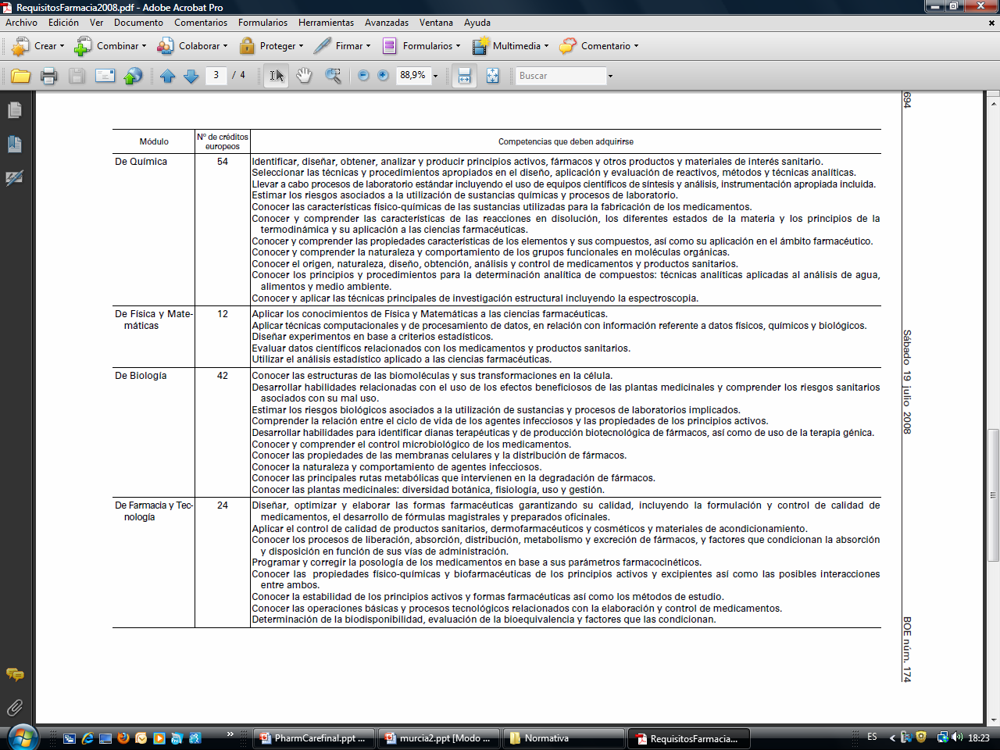 RequisitosFarmacia2008.pdf - Adobe Acrobat Pro
Archivo Edición Ver Documento Comentarios Formularios Herramientas Avanzadas Ventana Ayuda
Crear Combinar Colaborar Proteger Firmar Formularios Multimedia Comentario
3 / 4 88,9% Buscar
694
Módulo
Nº de créditos
europeos
Competencias que deben adquirirse
De Química
54
Identificar, diseñar, obtener, analizar y producir principios activos, fármacos y otros productos y materiales de interés sanitario.
Seleccionar las técnicas y procedimientos apropiados en el diseño, aplicación y evaluación de reactivos, métodos y técnicas analíticas.
Llevar a cabo procesos de laboratorio estándar incluyendo el uso de equipos científicos de síntesis y análisis, instrumentación apropiada incluida.
Estimar los riesgos asociados a la utilización de sustancias químicas y procesos de laboratorio.
Conocer las características físico-químicas de las sustancias utilizadas para la fabricación de los medicamentos.
Conocer y comprender las características de las reacciones en disolución, los diferentes estados de la materia y los principios de la
termodinámica y su aplicación a las ciencias farmacéuticas.
Conocer y comprender las propiedades características de los elementos y sus compuestos, así como su aplicación en el ámbito farmacéutico.
Conocer y comprender la naturaleza y comportamiento de los grupos funcionales en moléculas orgánicas.
Conocer el origen, naturaleza, diseño, obtención, análisis y control de medicamentos y productos sanitarios.
Conocer los principios y procedimientos para la determinación analítica de compuestos: técnicas analíticas aplicadas al análisis de agua,
alimentos y medio ambiente.
Conocer y aplicar las técnicas principales de investigación estructural incluyendo la espectroscopia.
De Física y Mate-
máticas
12
Aplicar los conocimientos de Física y Matemáticas a las ciencias farmacéuticas.
Aplicar técnicas computacionales y de procesamiento de datos, en relación con información referente a datos físicos, químicos y biológicos.
Diseñar experimentos en base a criterios estadísticos.
Evaluar datos científicos relacionados con los medicamentos y productos sanitarios.
Utilizar el análisis estadístico aplicado a las ciencias farmacéuticas.
De Biología
42
Conocer las estructuras de las biomoléculas y sus transformaciones en la célula.
Desarrollar habilidades relacionadas con el uso de los efectos beneficiosos de las plantas medicinales y comprender los riesgos sanitarios
asociados con su mal uso.
Estimar los riesgos biológicos asociados a la utilización de sustancias y procesos de laboratorios implicados.
Comprender la relación entre el ciclo de vida de los agentes infecciosos y las propiedades de los principios activos.
Desarrollar habilidades para identificar dianas terapéuticas y de producción biotecnológica de fármacos, así como de uso de la terapia génica.
Conocer y comprender el control microbiológico de los medicamentos.
Conocer las propiedades de las membranas celulares y la distribución de fármacos.
Conocer la naturaleza y comportamiento de agentes infecciosos.
Conocer las principales rutas metabólicas que intervienen en la degradación de fármacos.
Conocer las plantas medicinales: diversidad botánica, fisiología, uso y gestión.
De Farmacia y Tec-
nología
24
Diseñar, optimizar y elaborar las formas farmacéuticas garantizando su calidad, incluyendo la formulación y control de calidad de
medicamentos, el desarrollo de fórmulas magistrales y preparados oficinales.
Aplicar el control de calidad de productos sanitarios, dermofarmacéuticos y cosméticos y materiales de acondicionamiento.
Conocer los procesos de liberación, absorción, distribución, metabolismo y excreción de fármacos, y factores que condicionan la absorción
y disposición en función de sus vías de administración.
Programar y corregir la posología de los medicamentos en base a sus parámetros farmacocinéticos.
Conocer las propiedades físico-químicas y biofarmacéuticas de los principios activos y excipientes así como las posibles interacciones
entre ambos.
Conocer la estabilidad de los principios activos y formas farmacéuticas así como los métodos de estudio.
Conocer las operaciones básicas y procesos tecnológicos relacionados con la elaboración y control de medicamentos.
Determinación de la biodisponibilidad, evaluación de la bioequivalencia y factores que las condicionan.
Sábado 19 julio 2008
BOE núm. 174
PharmCarefinal.ppt ... murcia2.ppt [Modo ... Normativa RequisitosFarmacia... ES 18:23